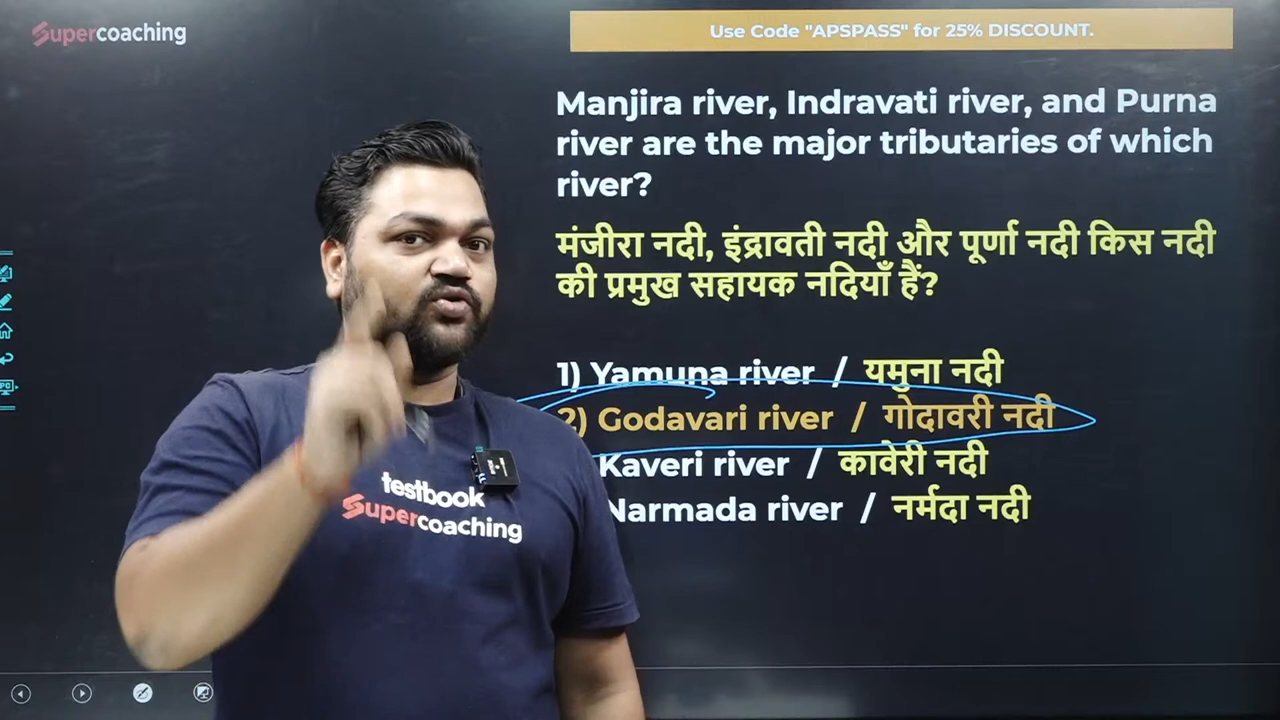 Supercoaching
Use Code "APSPASS" for 25% DISCOUNT.
Manjira river, Indravati river, and Purna
river are the major tributaries of which
river?
मंजीरा नदी, इंद्रावती नदी और पूर्णा नदी किस नदी
की प्रमुख सहायक नदियाँ हैं?
1) Yamuna river / यमुना नदी
2) Godavari river / गोदावरी नदी
Kaveri river / कावेरी नदी
Narmada river / नर्मदा नदी
testbook
Supercoaching